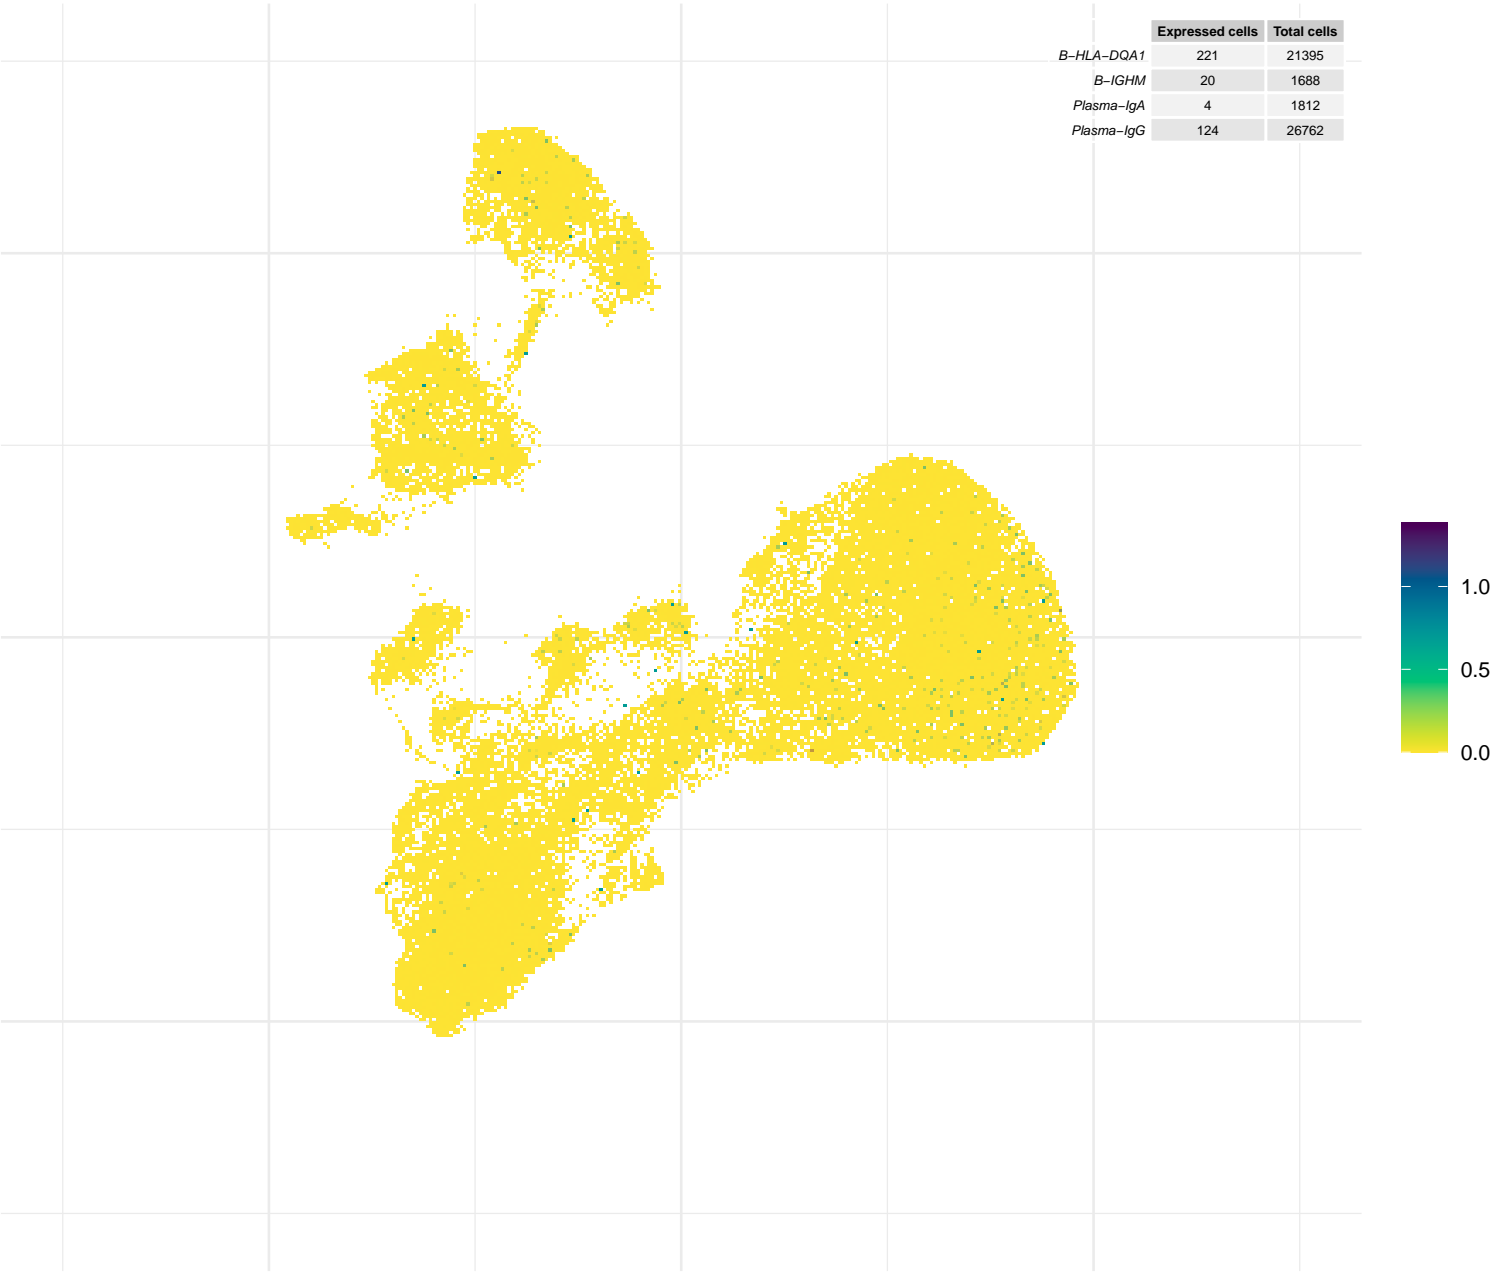 Expressed cells Total cells
B−HLA−DQA1 221 21395
B−IGHM 20 1688
Plasma−IgA 4 1812
Plasma−IgG 124 26762
1.0
0.5
0.0